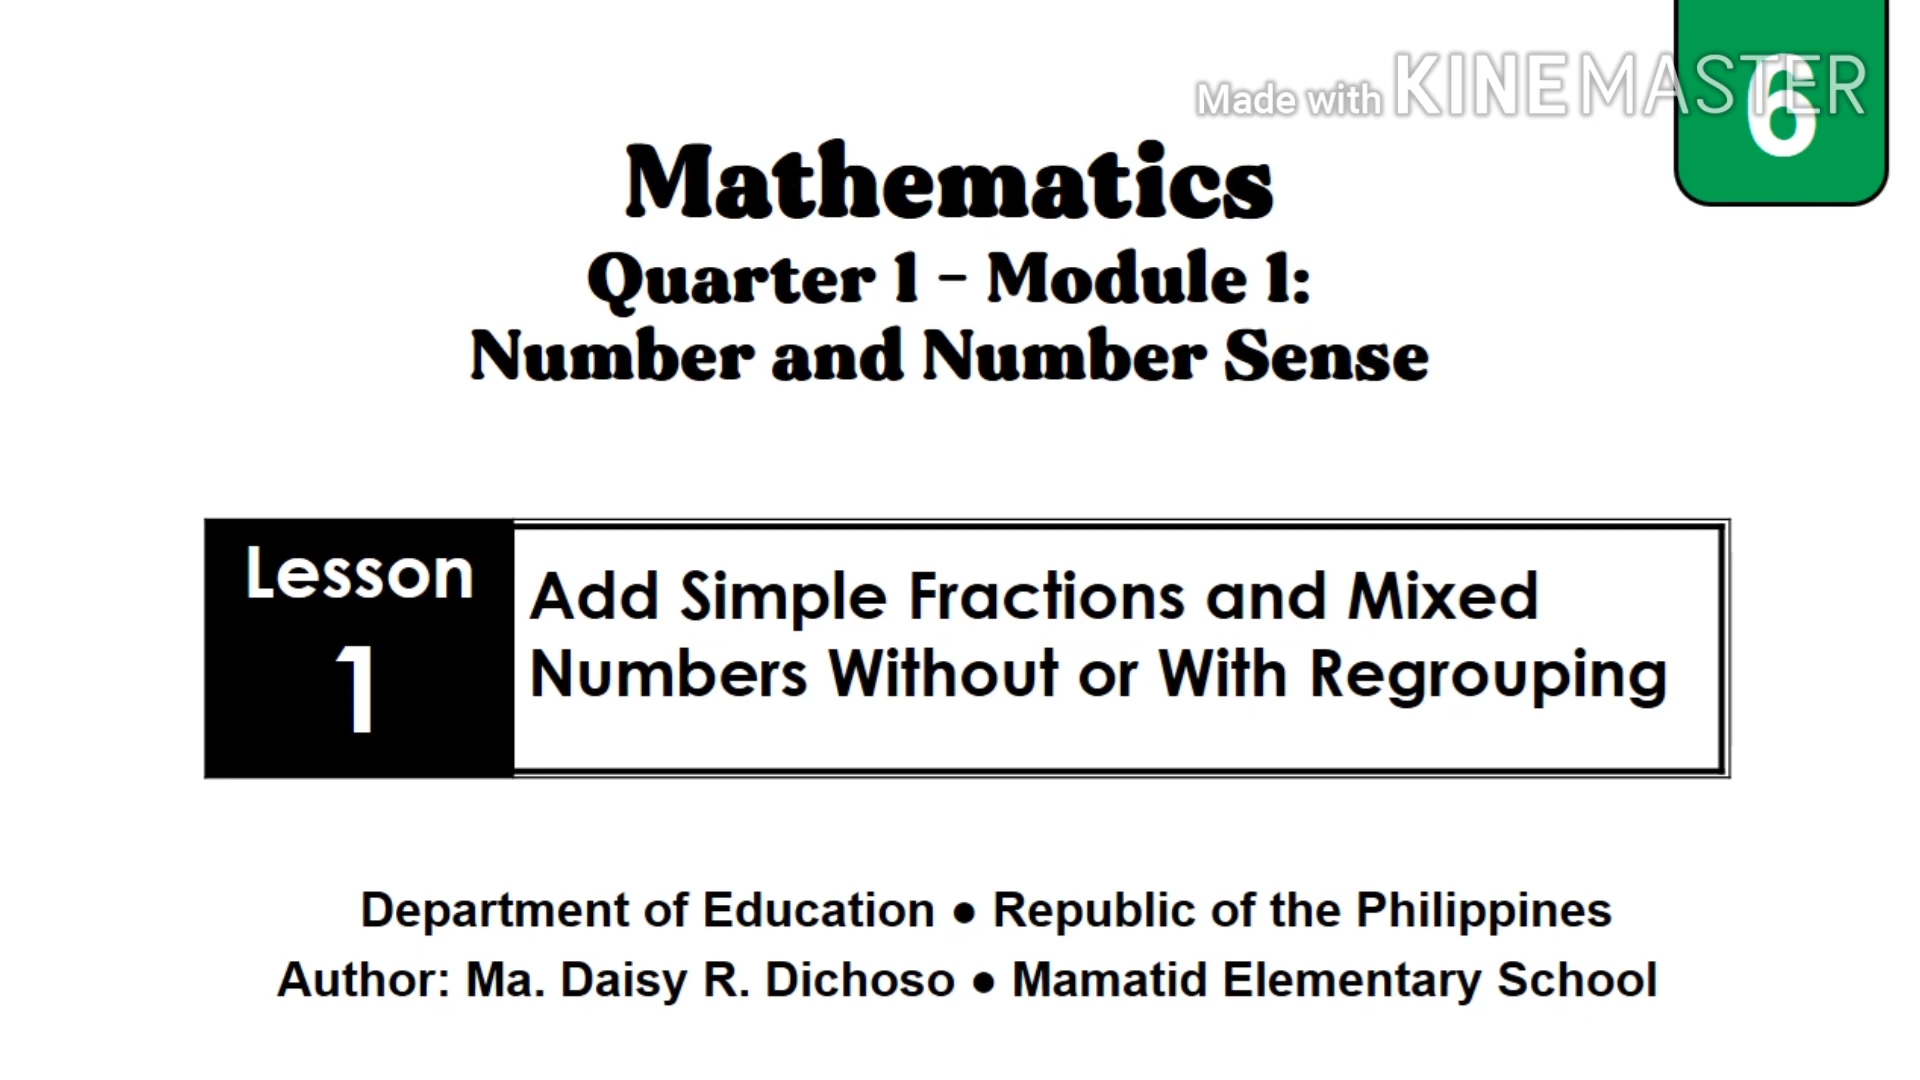 Made with KINEMASTER
6
Mathematics
Quarter 1 – Module 1:
Number and Number Sense
Lesson
1
Add Simple Fractions and Mixed
Numbers Without or With Regrouping
Department of Education ● Republic of the Philippines
Author: Ma. Daisy R. Dichoso ● Mamatid Elementary School